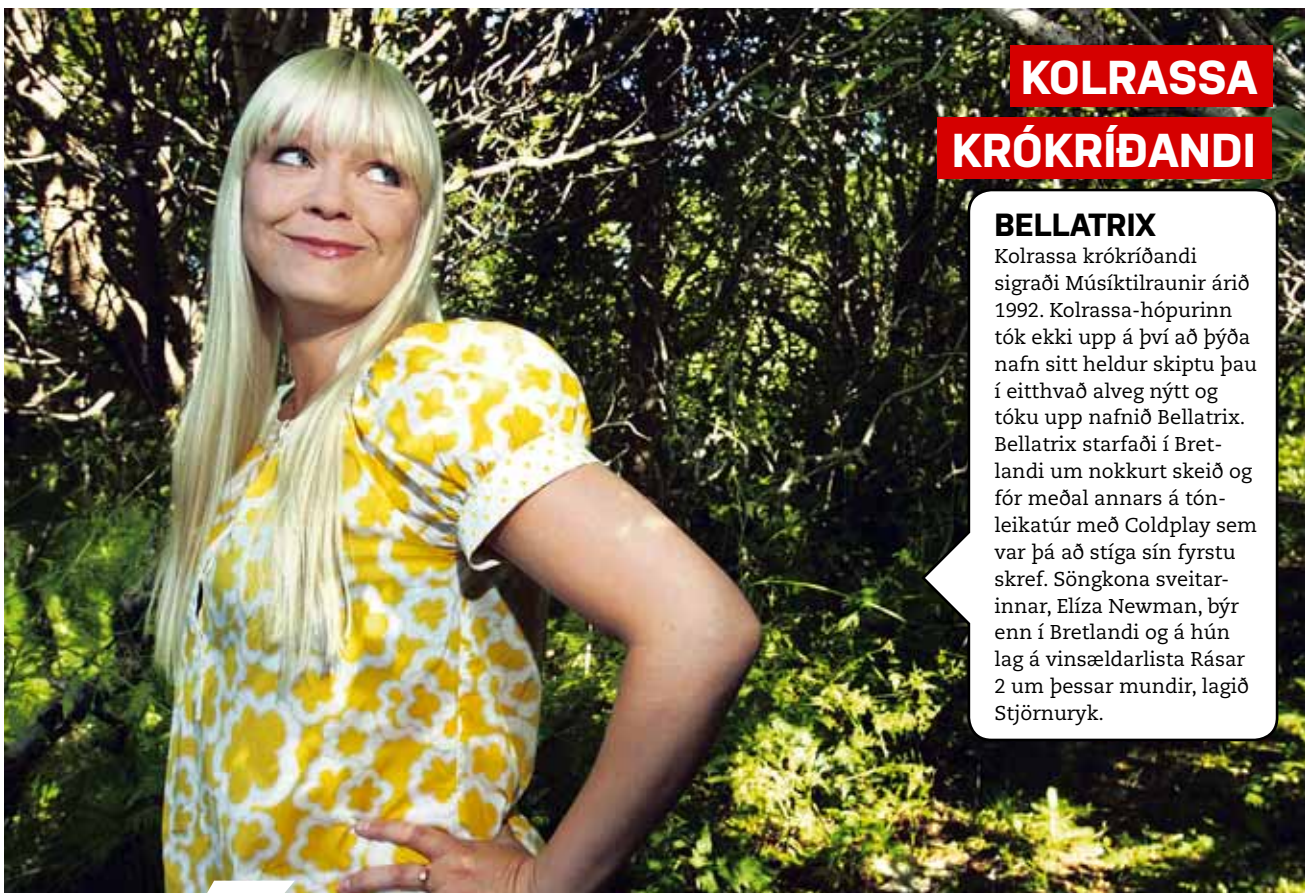 KOLRASSA
KRÓKRÍÐANDI
BELLATRIX
Kolrassa krókríðandi
sigraði Músíktilraunir árið
1992. Kolrassa-hópurinn
tók ekki upp á því að þýða
nafn sitt heldur skiptu þau
í eitthvað alveg nýtt og
tóku upp nafnið Bellatrix.
Bellatrix starfaði í Bret-
landi um nokkurt skeið og
fór meðal annars á tón-
leikatúr með Coldplay sem
var þá að stíga sín fyrstu
skref. Söngkona sveitar-
innar, Elíza Newman, býr
enn í Bretlandi og á hún
lag á vinsældarlista Rásar
2 um þessar mundir, lagið
Stjörnuryk.